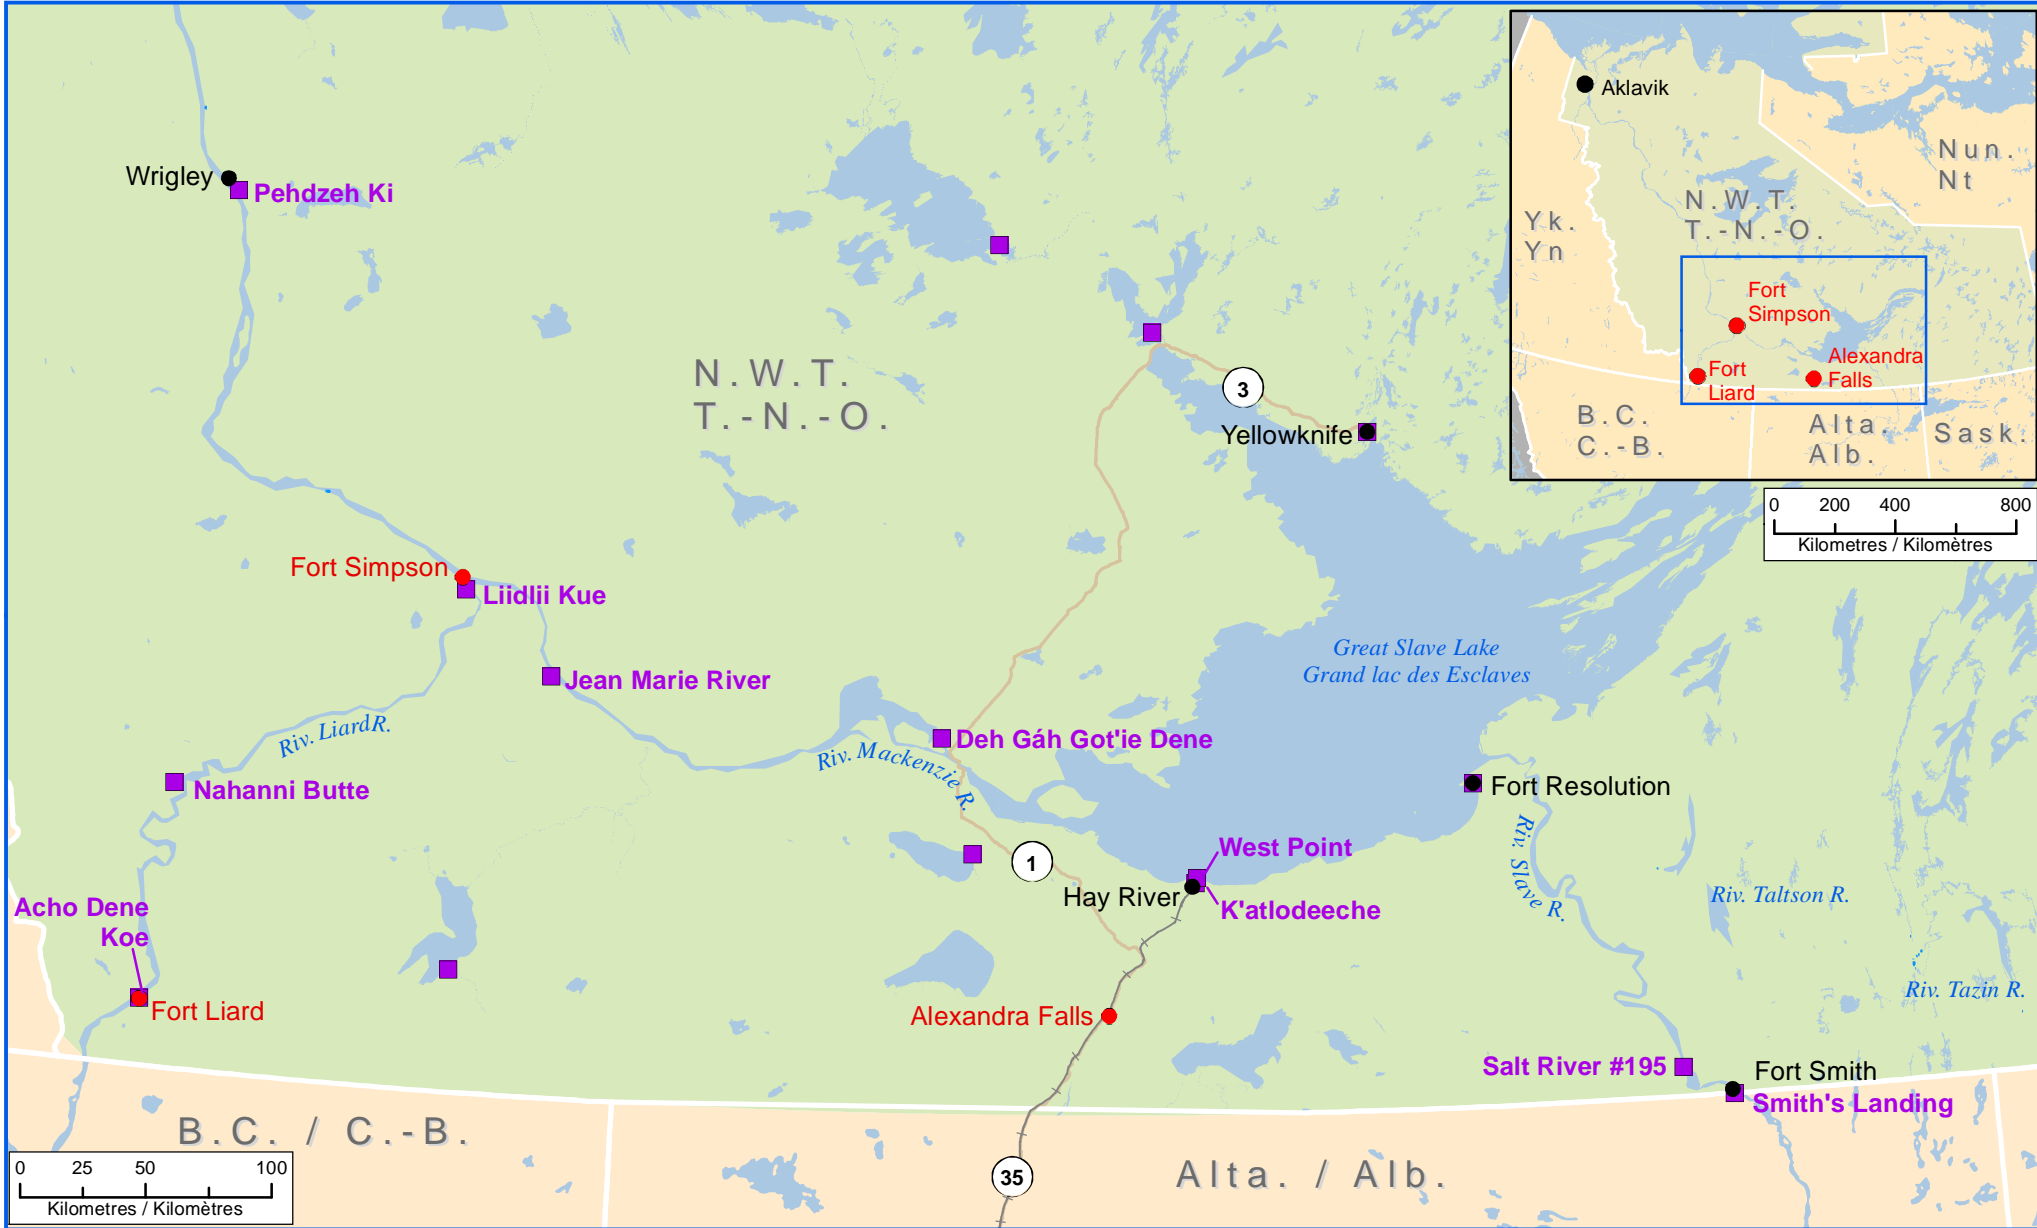 Aklavik
Nun.
Nt
N.W.T.
T.-N.-O.
Yk.
Yn
Fort
Simpson
Alexandra
Falls
Fort
Liard
B.C.
C.-B.
Alta.
Alb.
Sask.
0 200 400 800
Kilometres / Kilomètres
Wrigley
Pehdzeh Ki
N.W.T.
T.-N.-O.
3
Yellowknife
Fort Simpson
Liidlii Kue
Great Slave Lake
Grand lac des Esclaves
Jean Marie River
Riv. Liard R.
Deh Gáh Got'ie Dene
Riv. Mackenzie R.
Nahanni Butte
Fort Resolution
Riv. Slave R.
West Point
1
Hay River
K'atlodeeche
Riv. Taltson R.
Acho Dene
Koe
Riv. Tazin R.
Fort Liard
Alexandra Falls
Salt River #195
Fort Smith
Smith's Landing
B.C. / C.-B.
35
Alta. / Alb.
0 25 50 100
Kilometres / Kilomètres